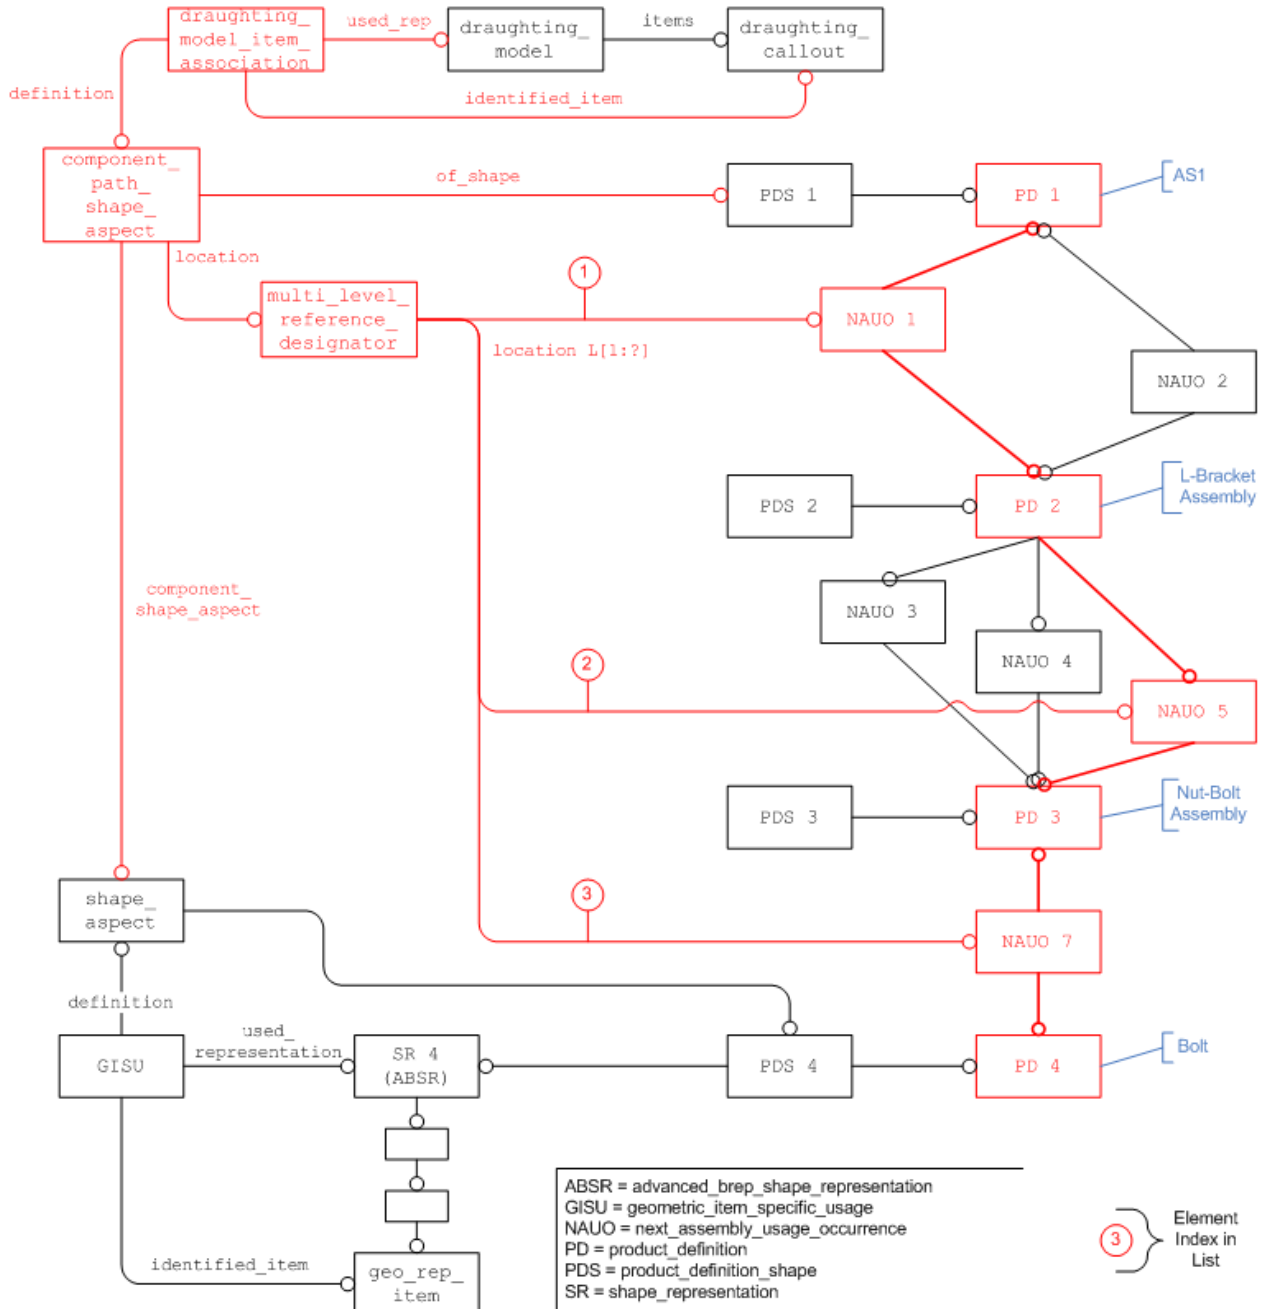 draughting_
model_item_
association
used_rep
draughting_
model
items
draughting_
callout
definition
identified_item
component_
path_
shape_
aspect
of_shape
PDS 1
PD 1
AS1
location
1
multi_level_
reference_
designator
location L[1:?]
NAUO 1
NAUO 2
PDS 2
PD 2
L-Bracket
Assembly
component_
shape_aspect
NAUO 3
NAUO 4
2
NAUO 5
PDS 3
PD 3
Nut-Bolt
Assembly
shape_
aspect
3
NAUO 7
definition
GISU
used_
representation
SR 4
(ABSR)
PDS 4
PD 4
Bolt
identified_item
geo_rep_
item
ABSR = advanced_brep_shape_representation
GISU = geometric_item_specific_usage
NAUO = next_assembly_usage_occurrence
PD = product_definition
PDS = product_definition_shape
SR = shape_representation
3
Element
Index in
List